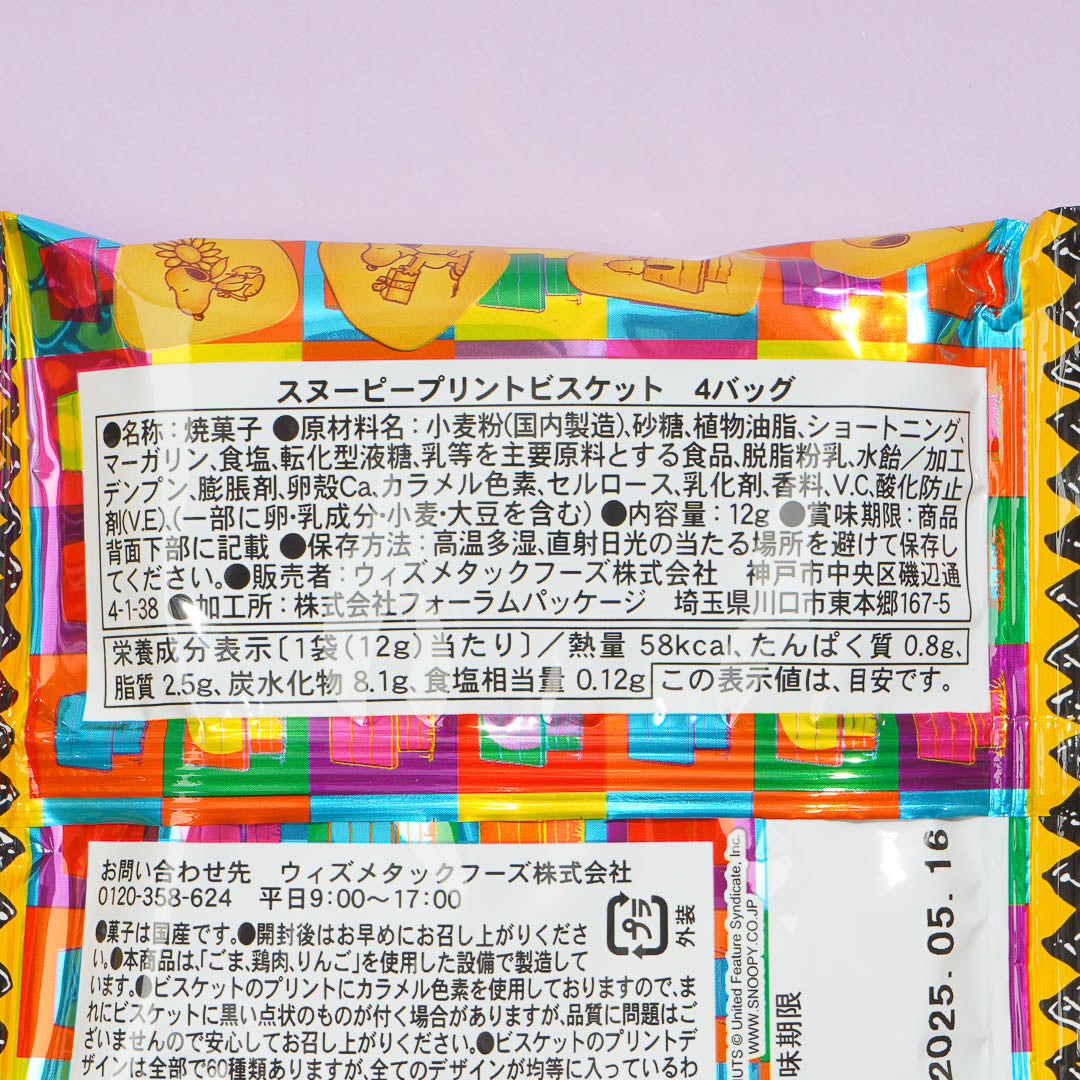 スヌーピープリントビスケット 4バッグ
●名称：焼菓子 ●原材料名：小麦粉(国内製造)、砂糖、植物油脂、ショートニング、
マーガリン、食塩、転化型液糖、乳等を主要原料とする食品、脱脂粉乳、水飴／加工
デンプン、膨脹剤、卵殻Ca、カラメル色素、セルロース、乳化剤、香料、V.C、酸化防止
剤(V.E)、(一部に卵・乳成分・小麦・大豆を含む) ●内容量：12g ●賞味期限：商品
背面下部に記載 ●保存方法：高温多湿、直射日光の当たる場所を避けて保存し
てください。●販売者：ウィズメタックフーズ株式会社 神戸市中央区磯辺通
4-1-38 ●加工所：株式会社フォーラムパッケージ 埼玉県川口市東本郷167-5
栄養成分表示〔1袋(12g)当たり〕／熱量 58kcal、たんぱく質 0.8g、
脂質 2.5g、炭水化物 8.1g、食塩相当量 0.12g この表示値は、目安です。
お問い合わせ先 ウィズメタックフーズ株式会社
0120-358-624 平日9:00〜17:00
プラ
外装
●菓子は国産です。●開封後はお早めにお召し上がりくださ
い。●本商品は、「ごま、鶏肉、りんご」を使用した設備で製造して
います。●ビスケットのプリントにカラメル色素を使用しておりますので、ま
れにビスケットに黒い点状のものが付く場合がありますが、品質に問題はご
ざいませんので安心してお召し上がりください。●ビスケットのプリントデ
ザインは全部で60種類ありますが、全てのデザインが均等に入っているわ
UTS © United Feature Syndicate, Inc.
WWW.SNOOPY.CO.JP
味期限
2025. 05. 16